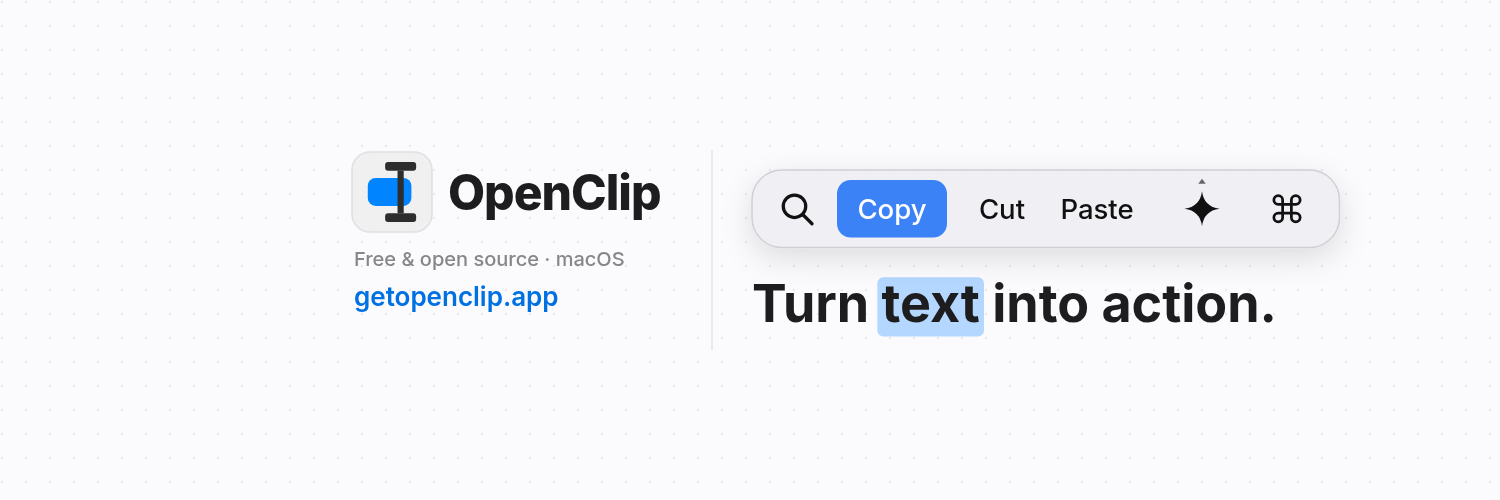 OpenClip
Free & open source · macOS
getopenclip.app
Copy Cut Paste
Turn text into action.